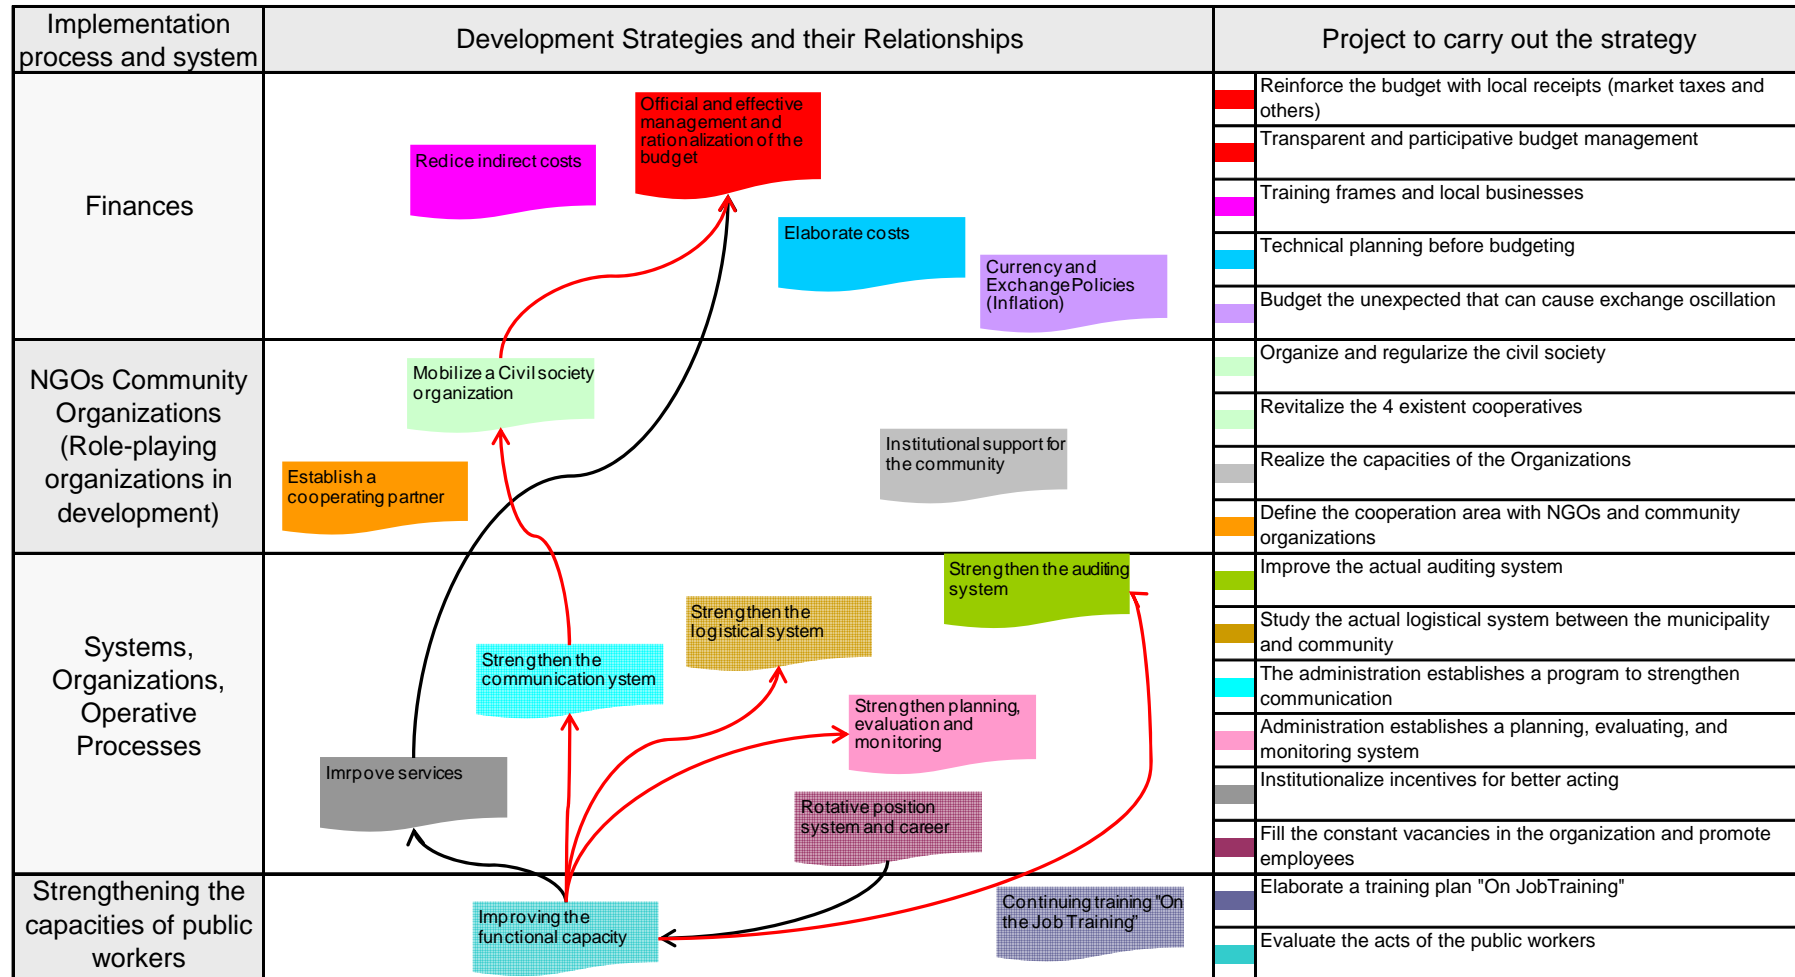 Implementation
process and system
Development Strategies and their Relationships
Project to carry out the strategy
Finances
Redice indirect costs
Official and effective
management and
rationalization of the
budget
Elaborate costs
Currency and
Exchange Policies
(Inflation)
Reinforce the budget with local receipts (market taxes and
others)
Transparent and participative budget management
Training frames and local businesses
Technical planning before budgeting
Budget the unexpected that can cause exchange oscillation
NGOs Community
Organizations
(Role-playing
organizations in
development)
Mobilize a Civil society
organization
Establish a
cooperating partner
Institutional support for
the community
Organize and regularize the civil society
Revitalize the 4 existent cooperatives
Realize the capacities of the Organizations
Define the cooperation area with NGOs and community
organizations
Systems,
Organizations,
Operative
Processes
Strengthen the auditing
system
Strengthen the
logistical system
Strengthen the
communication ystem
Strengthen planning,
evaluation and
monitoring
Imrpove services
Rotative position
system and career
Improve the actual auditing system
Study the actual logistical system between the municipality
and community
The administration establishes a program to strengthen
communication
Administration establishes a planning, evaluating, and
monitoring system
Institutionalize incentives for better acting
Fill the constant vacancies in the organization and promote
employees
Strengthening the
capacities of public
workers
Improving the
functional capacity
Continuing training "On
the Job Training"
Elaborate a training plan "On JobTraining"
Evaluate the acts of the public workers